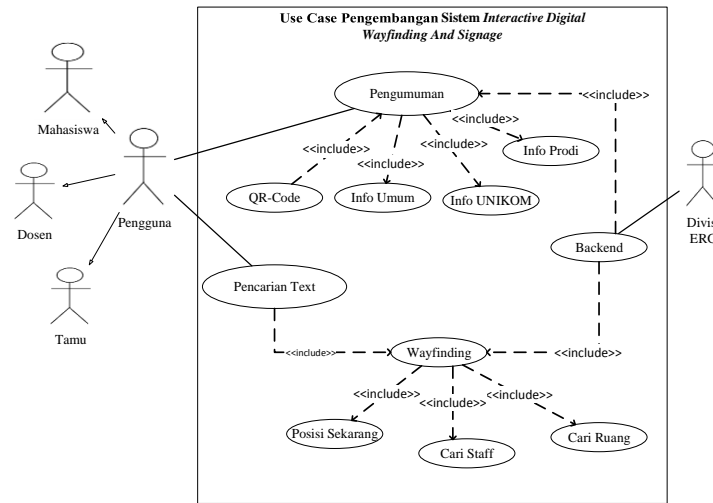 Use Case Pengembangan Sistem Interactive Digital
Wayfinding And Signage
Pengumuman
<<include>>
<<include>>
<<include>>
<<include>>
<<include>>
Info Prodi
QR-Code
Info Umum
Info UNIKOM
Mahasiswa
Dosen
Pengguna
Tamu
Backend
Divis
ERC
Pencarian Text
<<include>>
Wayfinding
<<include>>
<<include>>
<<include>>
<<include>>
Posisi Sekarang
Cari Staff
Cari Ruang